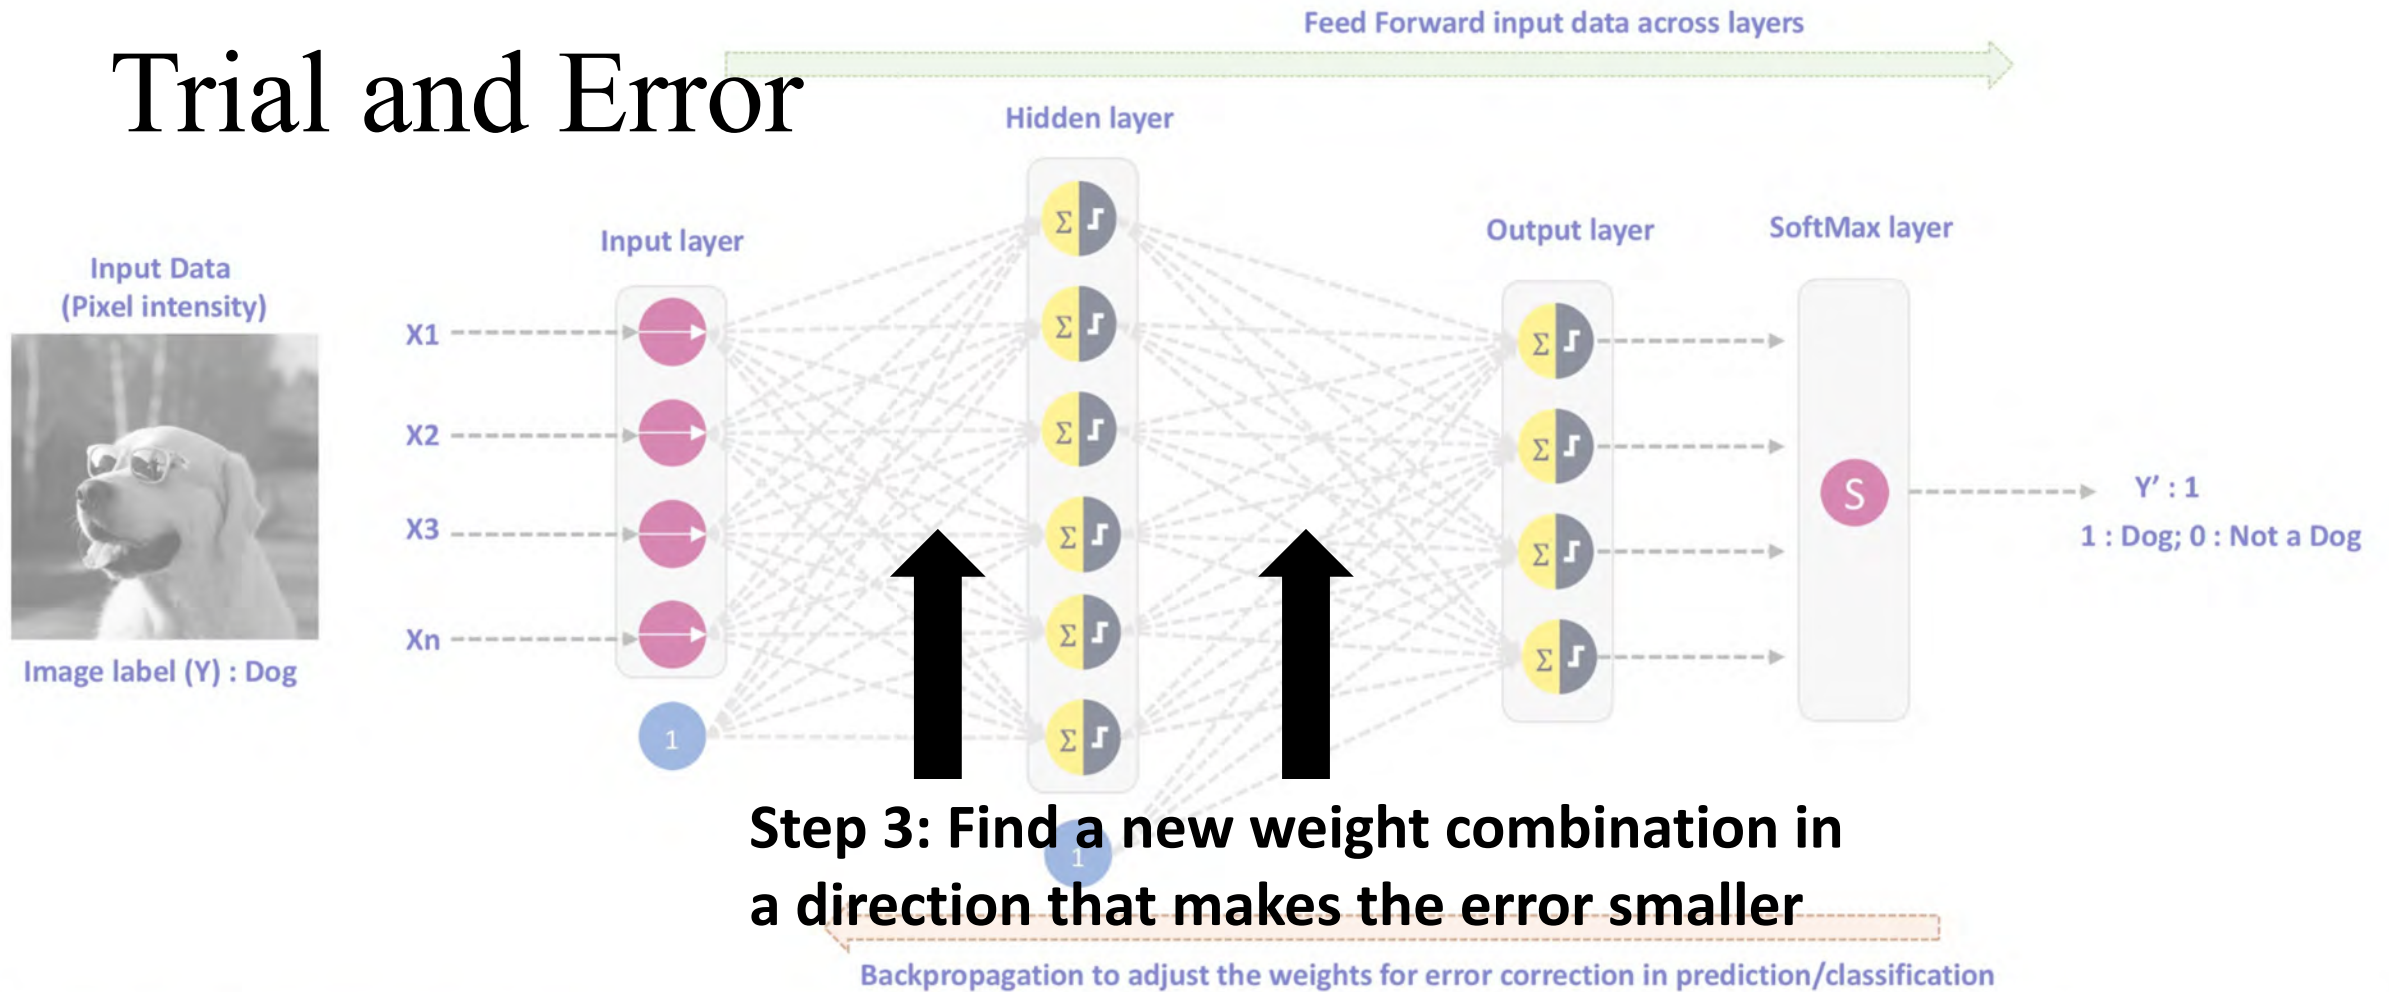 Feed Forward input data across layers
Trial and Error
Hidden layer
Input layer
Output layer
SoftMax layer
Input Data
(Pixel intensity)
X1
X2
X3
Xn
Image label (Y) : Dog
Σ
Σ
Σ
Σ
Σ
Σ
Σ
Σ
Σ
Σ
S
Y’ : 1
1 : Dog; 0 : Not a Dog
1
1
Step 3: Find a new weight combination in
a direction that makes the error smaller
Backpropagation to adjust the weights for error correction in prediction/classification